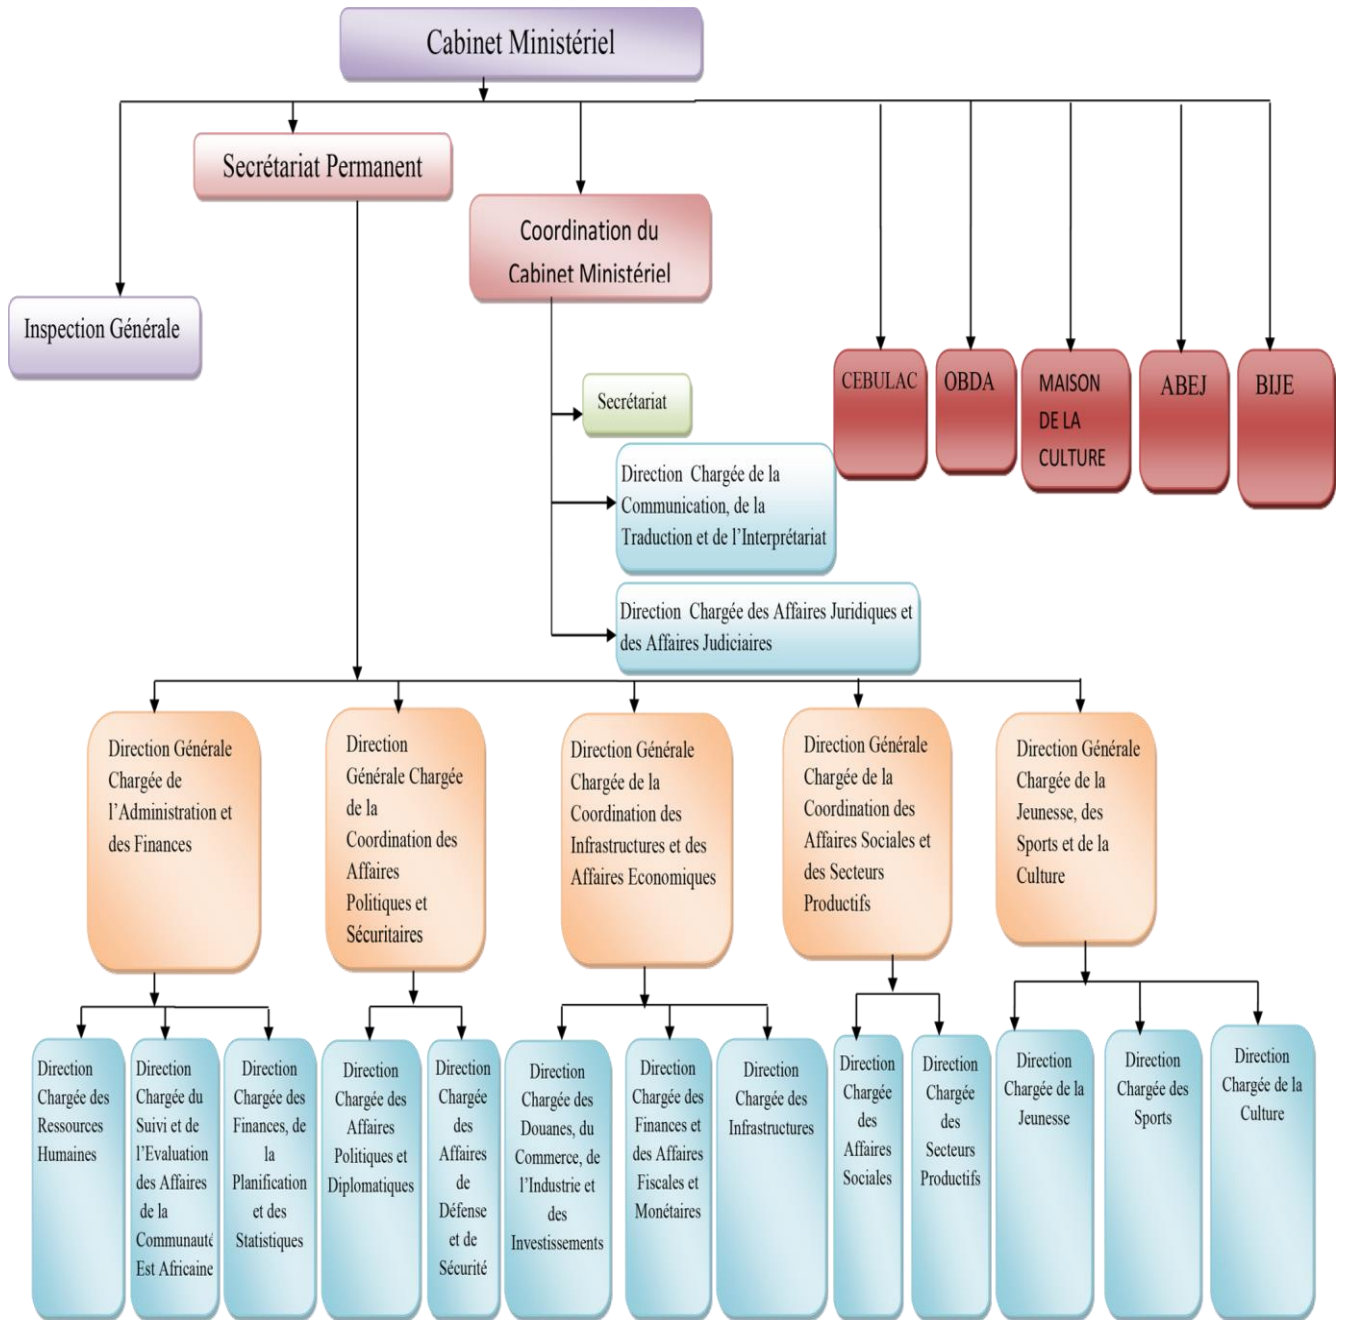 Cabinet Ministériel
Secrétariat Permanent
Coordination du
Cabinet Ministériel
Inspection Générale
CEBULAC
OBDA
MAISON
DE LA
CULTURE
ABEJ
BIJE
Secrétariat
Direction Chargée de la
Communication, de la
Traduction et de l’Interprétariat
Direction Chargée des Affaires Juridiques et
des Affaires Judiciaires
Direction Générale
Chargée de
l’Administration et
des Finances
Direction
Générale Chargée
de la
Coordination des
Affaires
Politiques et
Sécuritaires
Direction Générale
Chargée de la
Coordination des
Infrastructures et des
Affaires Economiques
Direction Générale
Chargée de la
Coordination des
Affaires Sociales et
des Secteurs
Productifs
Direction Générale
Chargée de la
Jeunesse, des
Sports et de la
Culture
Direction
Chargée des
Ressources
Humaines
Direction
Chargée du
Suivi et de
l’Evaluation
des Affaires
de la
Communauté
Est Africaine
Direction
Chargée des
Finances, de
la
Planification
et des
Statistiques
Direction
Chargée des
Affaires
Politiques et
Diplomatiques
Direction
Chargée
des
Affaires
de
Défense
et de
Sécurité
Direction
Chargée des
Douanes, du
Commerce, de
l’Industrie et
des
Investissements
Direction
Chargée des
Finances et
des Affaires
Fiscales et
Monétaires
Direction
Chargée des
Infrastructures
Direction
Chargée
des
Affaires
Sociales
Direction
Chargée
des
Secteurs
Productifs
Direction
Chargée de la
Jeunesse
Direction
Chargée des
Sports
Direction
Chargée de la
Culture